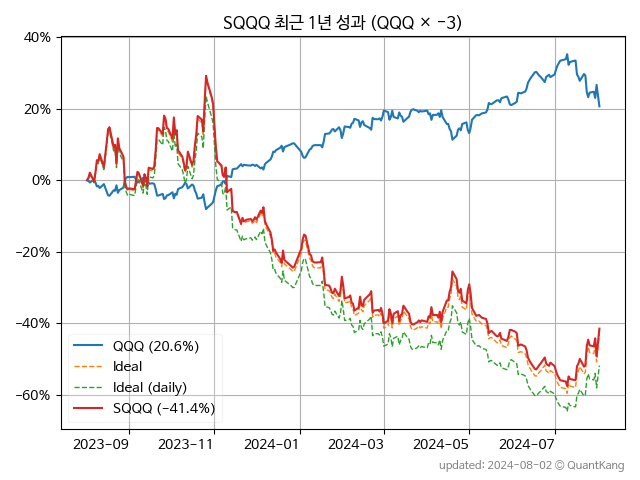 SQQQ 최근 1년 성과 (QQQ × −3)
40%
20%
0%
−20%
−40%
−60%
QQQ (20.6%)
Ideal
Ideal (daily)
SQQQ (−41.4%)
2023-09 2023-11 2024-01 2024-03 2024-05 2024-07
updated: 2024-08-02 © QuantKang